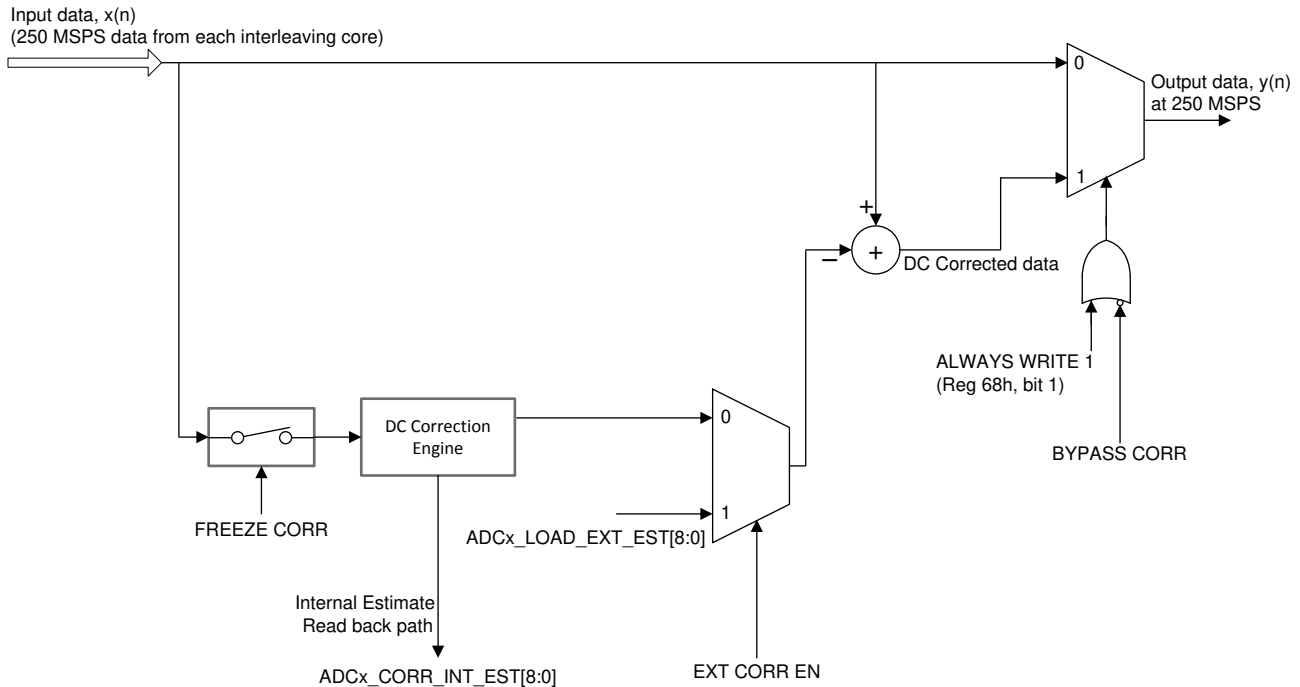 Input data, x(n)
(250 MSPS data from each interleaving core)
0
Output data, y(n)
at 250 MSPS
1
+
+
–
DC Corrected data
ALWAYS WRITE 1
(Reg 68h, bit 1)
BYPASS CORR
DC Correction
Engine
0
1
FREEZE CORR
ADCx_LOAD_EXT_EST[8:0]
Internal Estimate
Read back path
ADCx_CORR_INT_EST[8:0]
EXT CORR EN